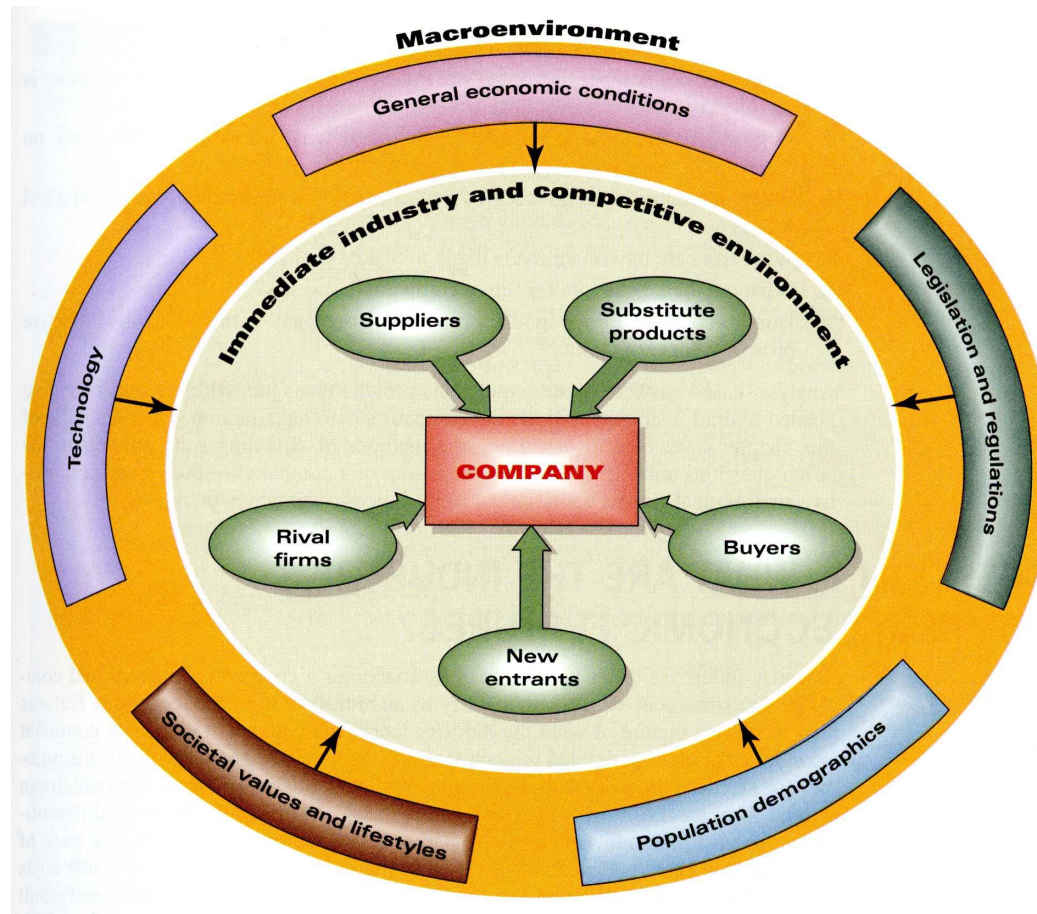 Macroenvironment
General economic conditions
Immediate industry and competitive environment
Technology
Legislation and regulations
Suppliers
Substitute
products
COMPANY
Rival
firms
Buyers
New
entrants
Societal values and lifestyles
Population demographics